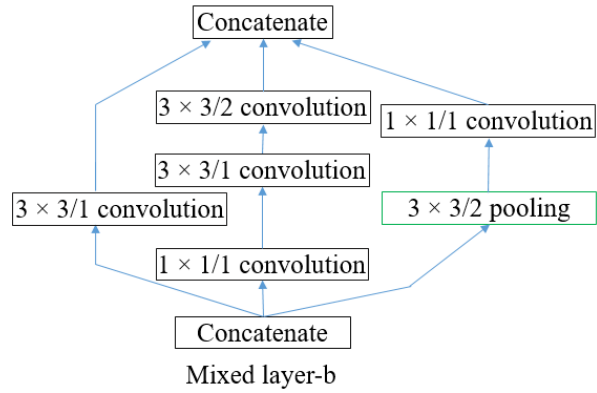 Concatenate
3 × 3/2 convolution
1 × 1/1 convolution
3 × 3/1 convolution
3 × 3/1 convolution
3 × 3/2 pooling
1 × 1/1 convolution
Concatenate
Mixed layer-b